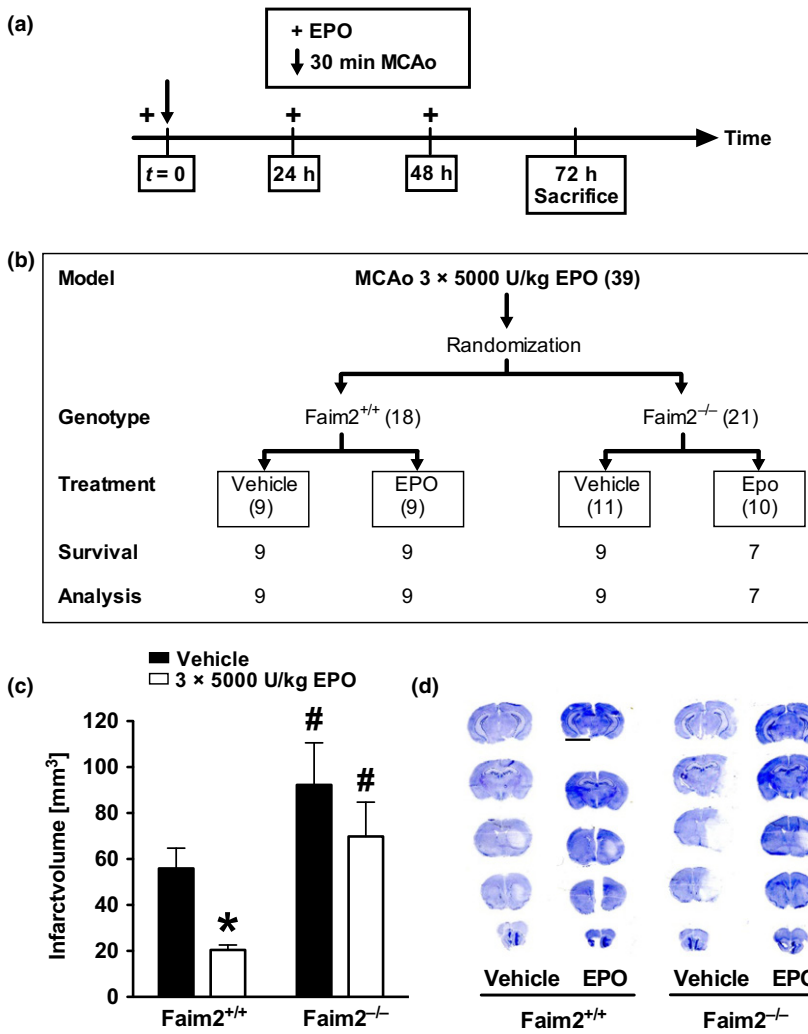 (a)
+ EPO
30 min MCAo
+
+
+
Time
t = 0
24 h
48 h
72 h
Sacrifice
(b)
Model
MCAo 3 × 5000 U/kg EPO (39)
Randomization
Genotype
Faim2+/+ (18)
Faim2–/– (21)
Treatment
Vehicle
(9)
EPO
(9)
Vehicle
(11)
Epo
(10)
Survival
9
9
9
7
Analysis
9
9
9
7
(c)
Vehicle
3 × 5000 U/kg EPO
Infarctvolume [mm3]
120
100
80
60
40
20
0
*
#
#
Faim2+/+
Faim2–/–
(d)
Vehicle
EPO
Vehicle
Faim2+/+
Faim2–/–